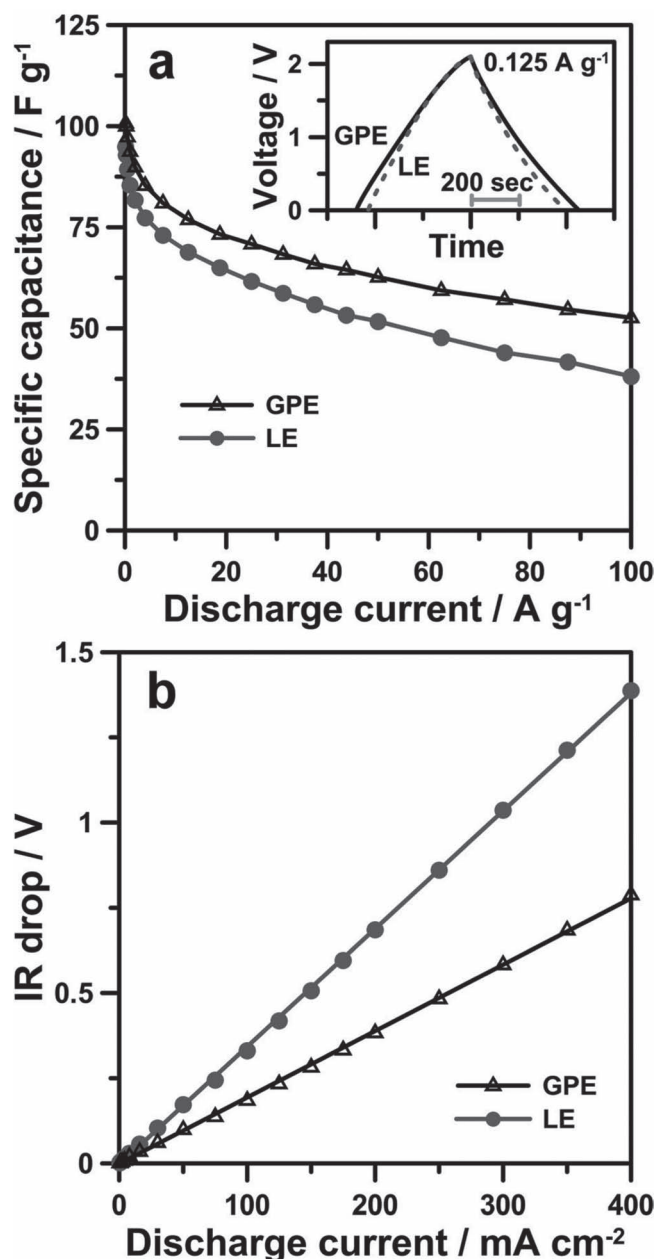 125
100
75
50
25
0
Specific capacitance / F g⁻¹
a
2
1
0
Voltage / V
0.125 A g⁻¹
GPE
LE
200 sec
Time
GPE
LE
0 20 40 60 80 100
Discharge current / A g⁻¹
1.5
1
0.5
0
IR drop / V
b
GPE
LE
0 100 200 300 400
Discharge current / mA cm⁻²